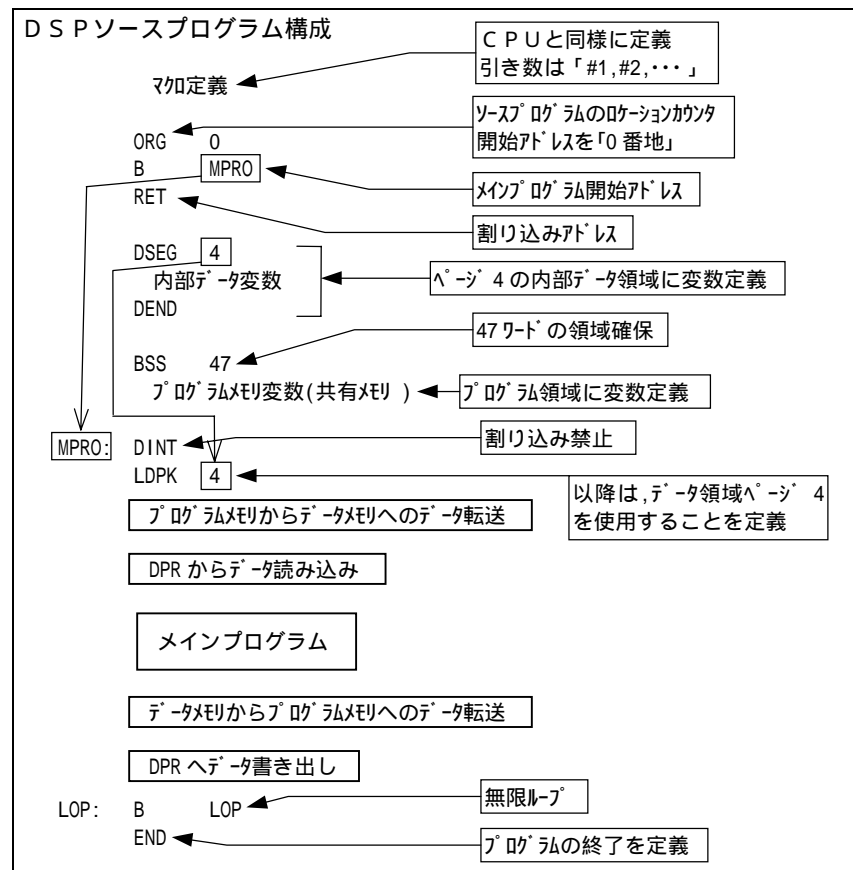 ＤＳＰソースプログラム構成
ＣＰＵと同様に定義
引き数は「#1,#2,・・・」
ﾏｸﾛ定義
ｿｰｽﾌﾟﾛｸﾞﾗﾑのﾛｹｰｼｮﾝｶｳﾝﾀ
開始ｱﾄﾞﾚｽを｢0 番地｣
ORG 0
B MPRO
ﾒｲﾝﾌﾟﾛｸﾞﾗﾑ開始ｱﾄﾞﾚｽ
RET
割り込みｱﾄﾞﾚｽ
DSEG 4
内部ﾃﾞｰﾀ変数
ﾍﾟｰｼﾞ 4 の内部ﾃﾞｰﾀ領域に変数定義
DEND
47 ﾜｰﾄﾞの領域確保
BSS 47
ﾌﾟﾛｸﾞﾗﾑﾒﾓﾘ変数(共有ﾒﾓﾘ )
ﾌﾟﾛｸﾞﾗﾑ領域に変数定義
MPRO: DINT
割り込み禁止
LDPK 4
以降は,ﾃﾞｰﾀ領域ﾍﾟｰｼﾞ 4
を使用することを定義
ﾌﾟﾛｸﾞﾗﾑﾒﾓﾘからﾃﾞｰﾀﾒﾓﾘへのﾃﾞｰﾀ転送
DPR からﾃﾞｰﾀ読み込み
メインプログラム
ﾃﾞｰﾀﾒﾓﾘからﾌﾟﾛｸﾞﾗﾑﾒﾓﾘへのﾃﾞｰﾀ転送
DPR へﾃﾞｰﾀ書き出し
LOP: B LOP
無限ﾙｰﾌﾟ
END
ﾌﾟﾛｸﾞﾗﾑの終了を定義